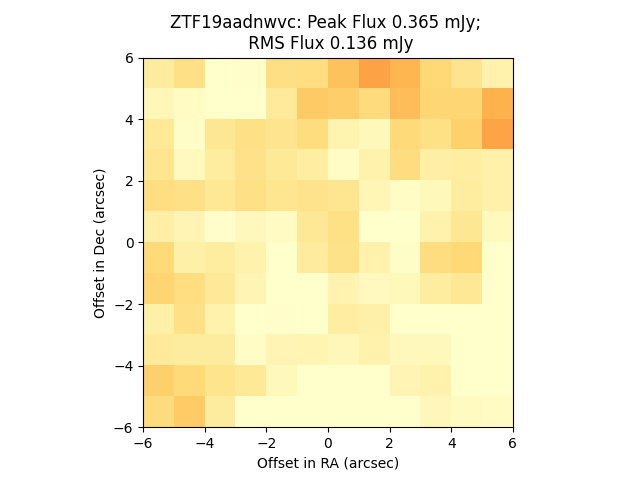 ZTF19aadnwvc: Peak Flux 0.365 mJy;
RMS Flux 0.136 mJy
6
4
2
0
−2
−4
−6
Offset in Dec (arcsec)
−6 −4 −2 0 2 4 6
Offset in RA (arcsec)